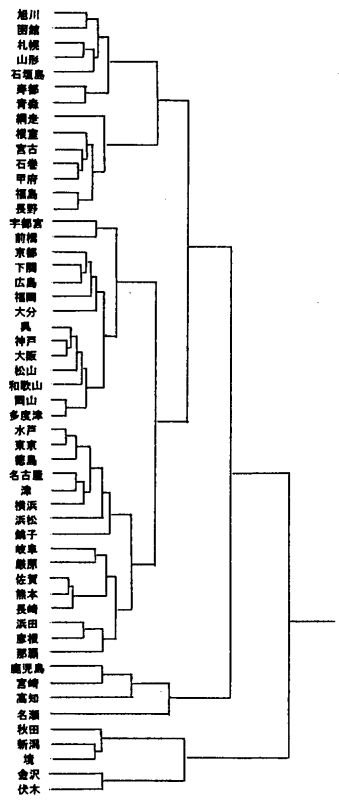 旭川
函館
札幌
山形
石垣島
寿都
青森
網走
根室
宮古
石巻
甲府
福島
長野
宇都宮
前橋
京都
下関
広島
福岡
大分
呉
神戸
大阪
松山
和歌山
岡山
多度津
水戸
東京
徳島
名古屋
津
横浜
浜松
銚子
岐阜
厳原
佐賀
熊本
長崎
浜田
彦根
那覇
鹿児島
宮崎
高知
名瀬
秋田
新潟
境
金沢
伏木